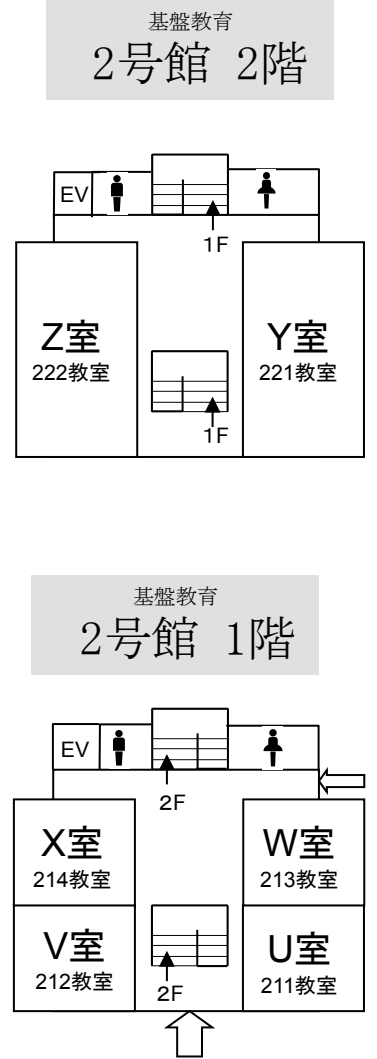 基盤教育
2号館 2階
EV
1F
Z室
222教室
Y室
221教室
1F
基盤教育
2号館 1階
EV
2F
X室
214教室
W室
213教室
V室
212教室
2F
U室
211教室